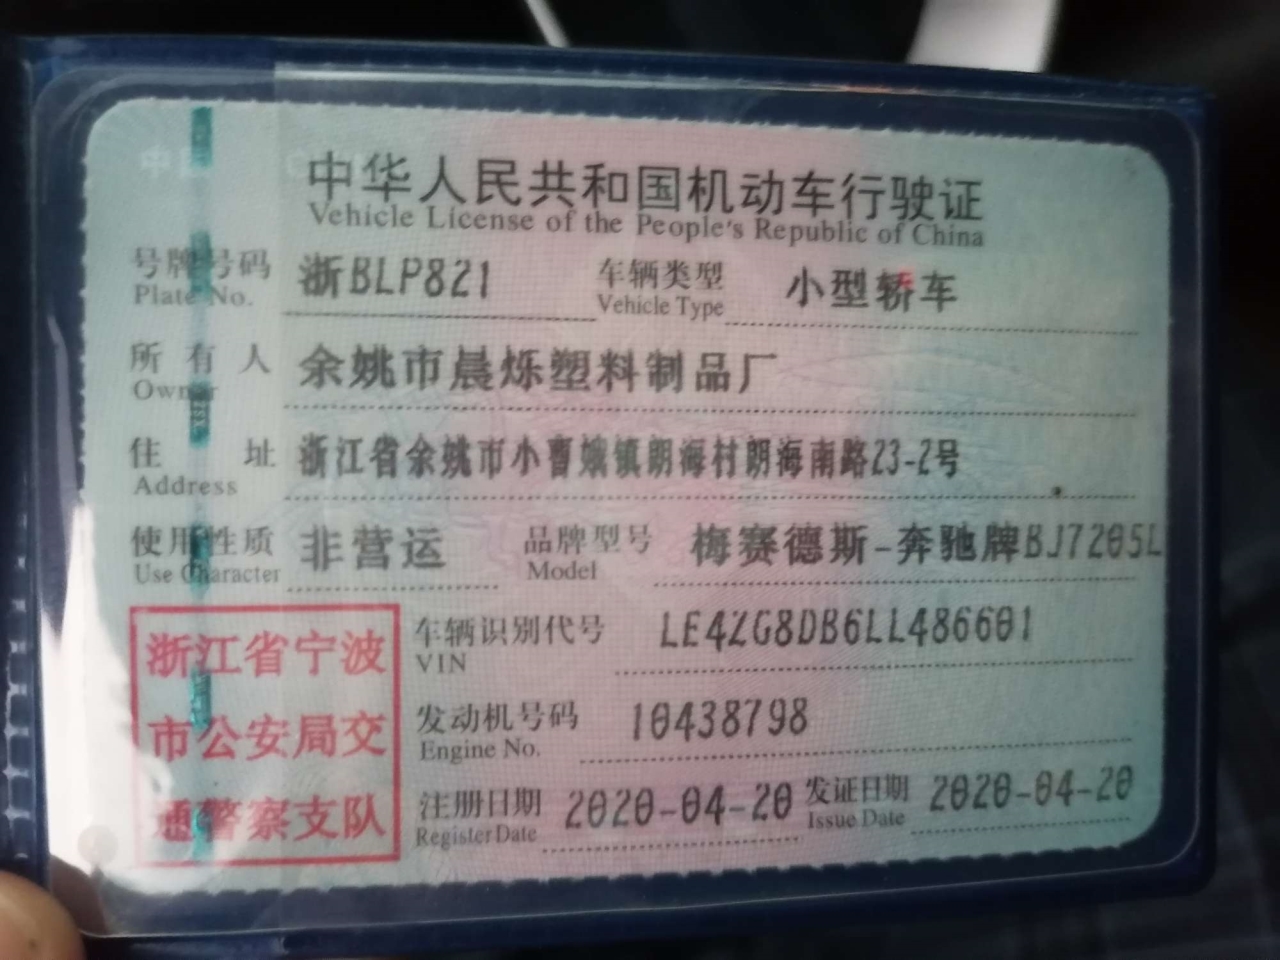 中华人民共和国机动车行驶证
Vehicle License of the People's Republic of China
号牌号码 浙BLP821 车辆类型 小型轿车
Plate No. Vehicle Type
所有人 余姚市晨烁塑料制品厂
Owner
住址 浙江省余姚市小曹娥镇朗海村朗海南路23-2号
Address
使用性质 非营运 品牌型号 梅赛德斯-奔驰牌BJ7205L
Use Character Model
浙江省宁波
市公安局交
通警察支队
车辆识别代号 LE4ZG8DB6LL486601
VIN
发动机号码 10438798
Engine No.
注册日期 2020-04-20 发证日期 2020-04-20
Register Date Issue Date